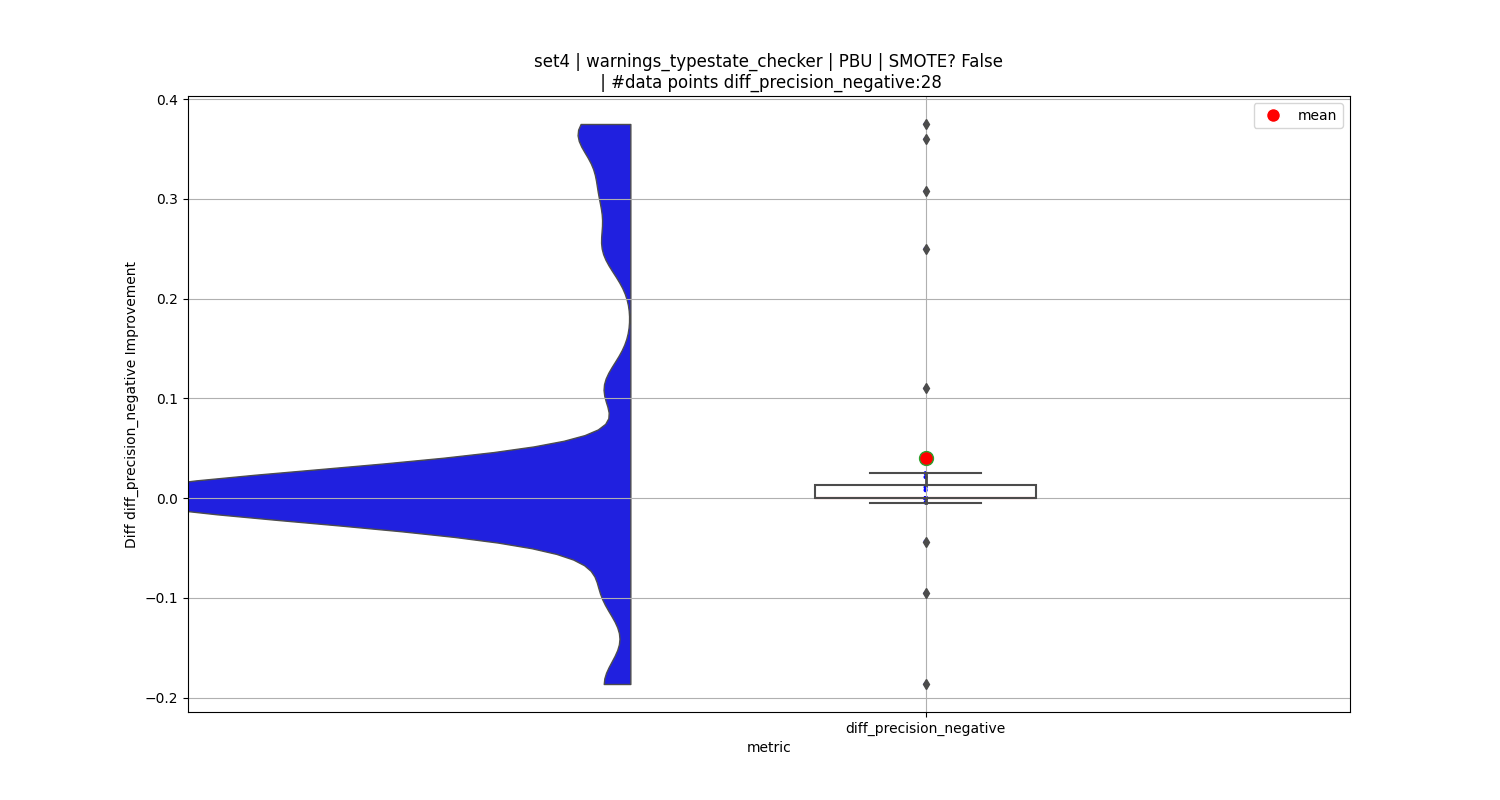 set4 | warnings_typestate_checker | PBU | SMOTE? False
| #data points diff_precision_negative:28
mean
0.4
0.3
0.2
0.1
0.0
−0.1
−0.2
Diff diff_precision_negative Improvement
diff_precision_negative
metric